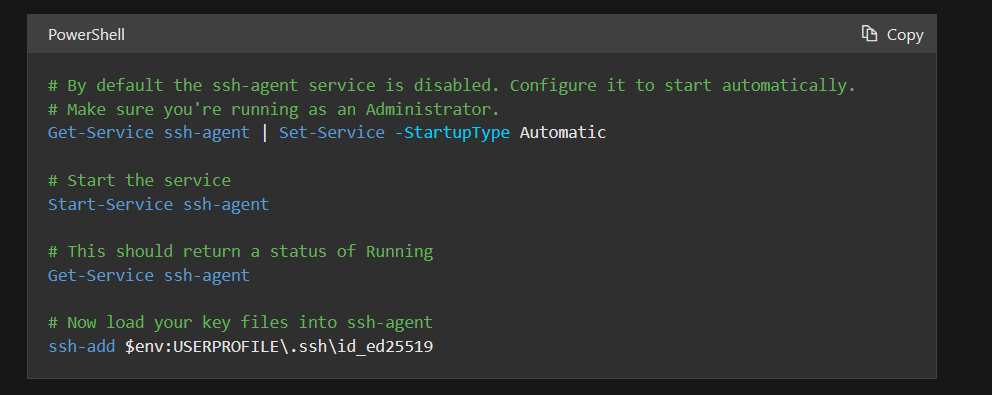 PowerShell
Copy
# By default the ssh-agent service is disabled. Configure it to start automatically.
# Make sure you're running as an Administrator.
Get-Service ssh-agent | Set-Service -StartupType Automatic
# Start the service
Start-Service ssh-agent
# This should return a status of Running
Get-Service ssh-agent
# Now load your key files into ssh-agent
ssh-add $env:USERPROFILE\.ssh\id_ed25519